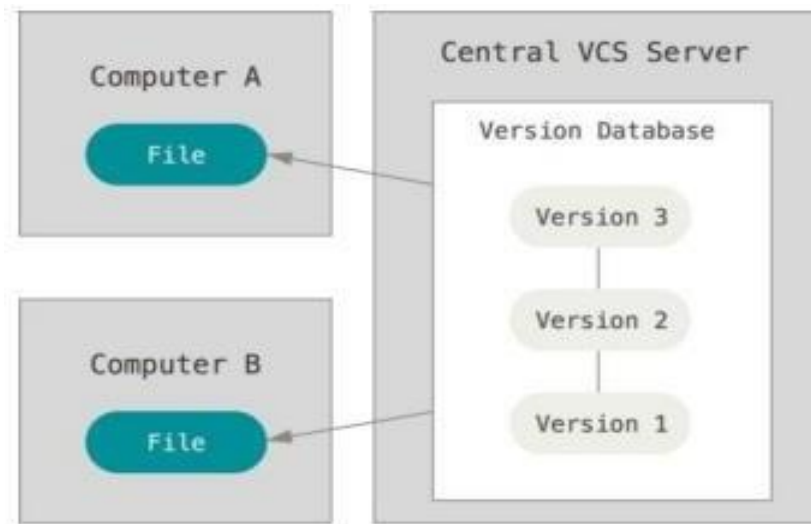 Computer A
File
Computer B
File
Central VCS Server
Version Database
Version 3
Version 2
Version 1